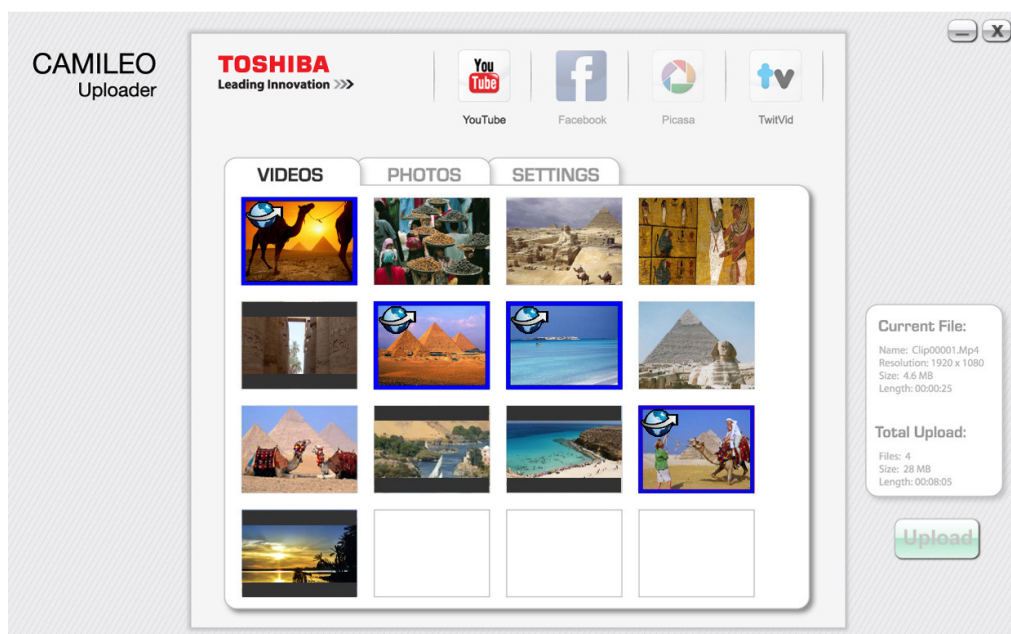 CAMILEO
Uploader
TOSHIBA
Leading Innovation >>>
You
Tube
f
tv
YouTube
Facebook
Picasa
TwitVid
VIDEOS
PHOTOS
SETTINGS
Current File:
Name: Clip00001.Mp4
Resolution: 1920 x 1080
Size: 4.6 MB
Length: 00:00:25
Total Upload:
Files: 4
Size: 28 MB
Length: 00:08:05
Upload